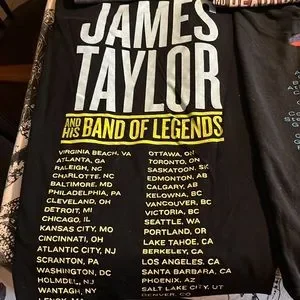 JAMES
TAYLOR
AND HIS BAND OF LEGENDS
VIRGINIA BEACH, VA
ATLANTA, GA
RALEIGH, NC
CHARLOTTE, NC
BALTIMORE, MD
PHILADELPHIA, PA
CLEVELAND, OH
DETROIT, MI
CHICAGO, IL
KANSAS CITY, MO
CINCINNATI, OH
ATLANTIC CITY, NJ
SCRANTON, PA
WASHINGTON, DC
HOLMDEL, NJ
WANTAGH, NY
LENOX, MA
OTTAWA, ON
TORONTO, ON
SASKATOON, SK
EDMONTON, AB
CALGARY, AB
KELOWNA, BC
VANCOUVER, BC
VICTORIA, BC
SEATTLE, WA
PORTLAND, OR
LAKE TAHOE, CA
BERKELEY, CA
LOS ANGELES, CA
SANTA BARBARA, CA
PHOENIX, AZ
SALT LAKE CITY, UT
DENVER, CO